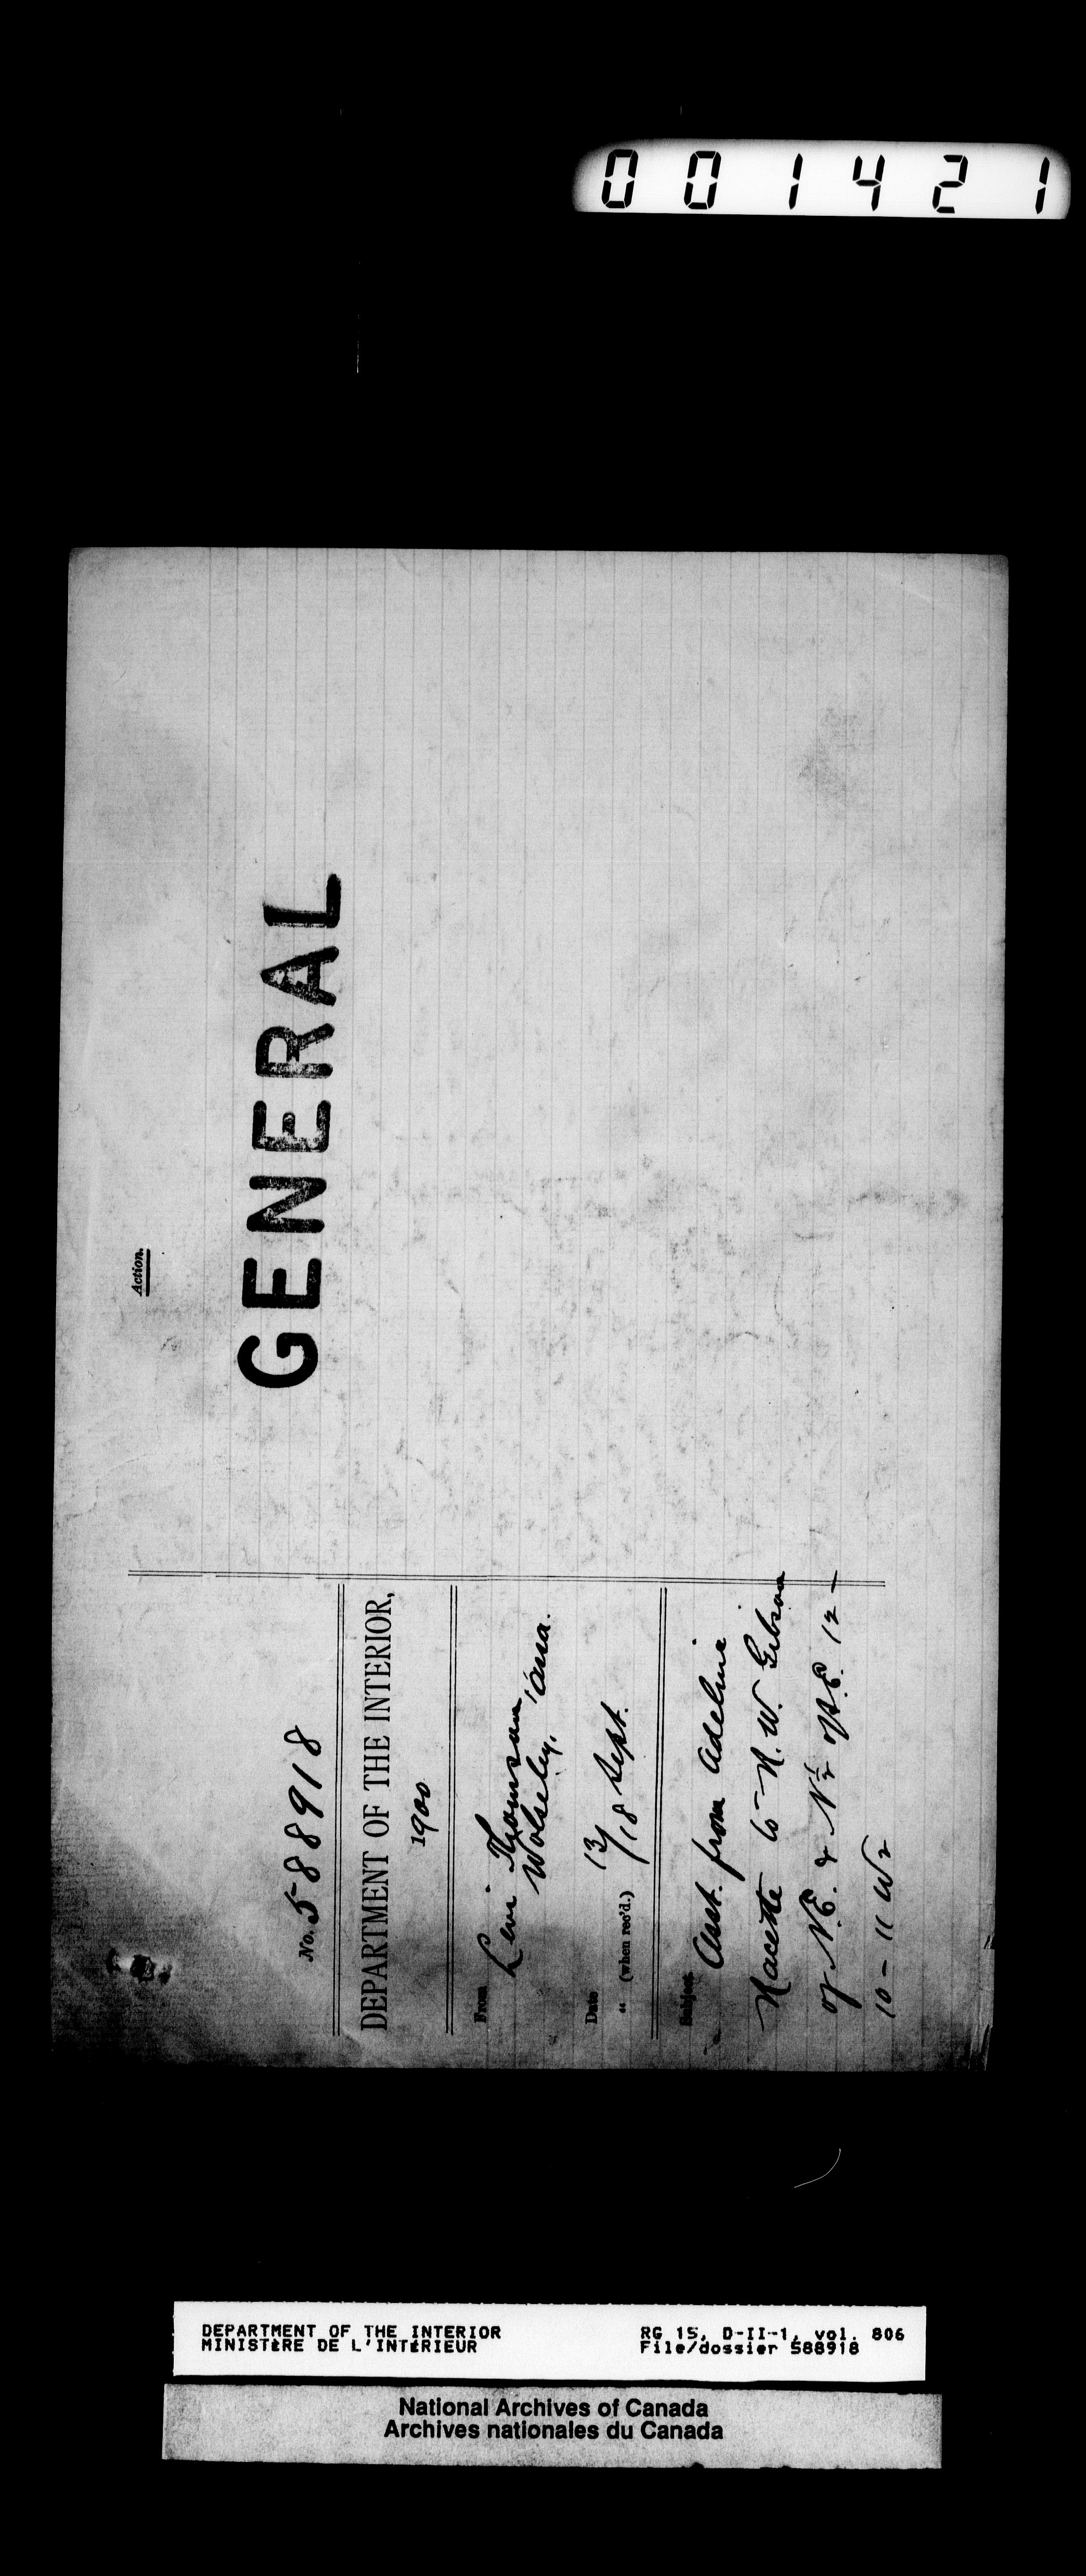 001421
Action.
GENERAL
No. 588918
DEPARTMENT OF THE INTERIOR,
1900
From Levi Thomson
Wolseley, Assa.
Date 13/
" (when rec'd.) 18 Sept.
Subject Asst. from Adeline
Nacette to R. W. Gibson
of N.E. & N½ of S.E. 12 -
10 - 11 W2
DEPARTMENT OF THE INTERIOR
MINISTÈRE DE L'INTÉRIEUR
RG 15, D-II-1, vol. 806
File/dossier 588918
National Archives of Canada
Archives nationales du Canada